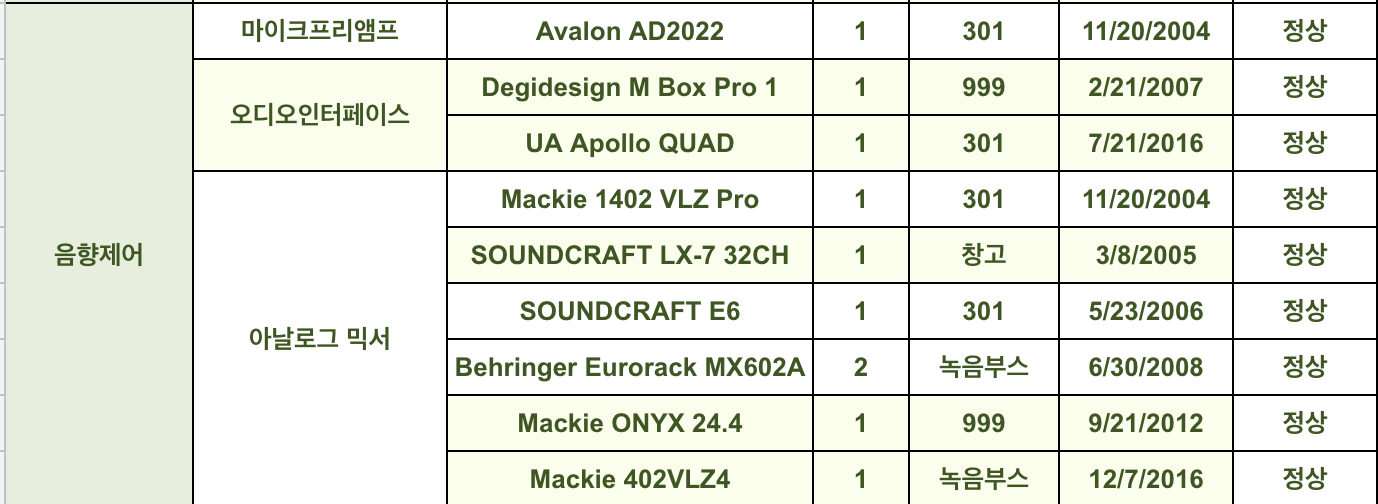 마이크프리앰프 Avalon AD2022 1 301 11/20/2004 정상
오디오인터페이스 Degidesign M Box Pro 1 1 999 2/21/2007 정상
UA Apollo QUAD 1 301 7/21/2016 정상
음향제어 아날로그 믹서 Mackie 1402 VLZ Pro 1 301 11/20/2004 정상
SOUNDCRAFT LX-7 32CH 1 창고 3/8/2005 정상
SOUNDCRAFT E6 1 301 5/23/2006 정상
Behringer Eurorack MX602A 2 녹음부스 6/30/2008 정상
Mackie ONYX 24.4 1 999 9/21/2012 정상
Mackie 402VLZ4 1 녹음부스 12/7/2016 정상